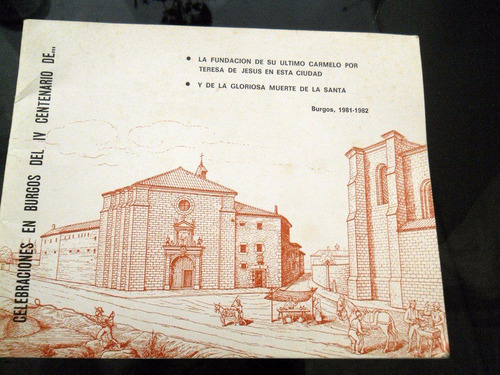 CELEBRACIONES EN BURGOS DEL IV CENTENARIO DE...
• LA FUNDACION DE SU ULTIMO CARMELO POR
TERESA DE JESUS EN ESTA CIUDAD
• Y DE LA GLORIOSA MUERTE DE LA SANTA
Burgos, 1981-1982